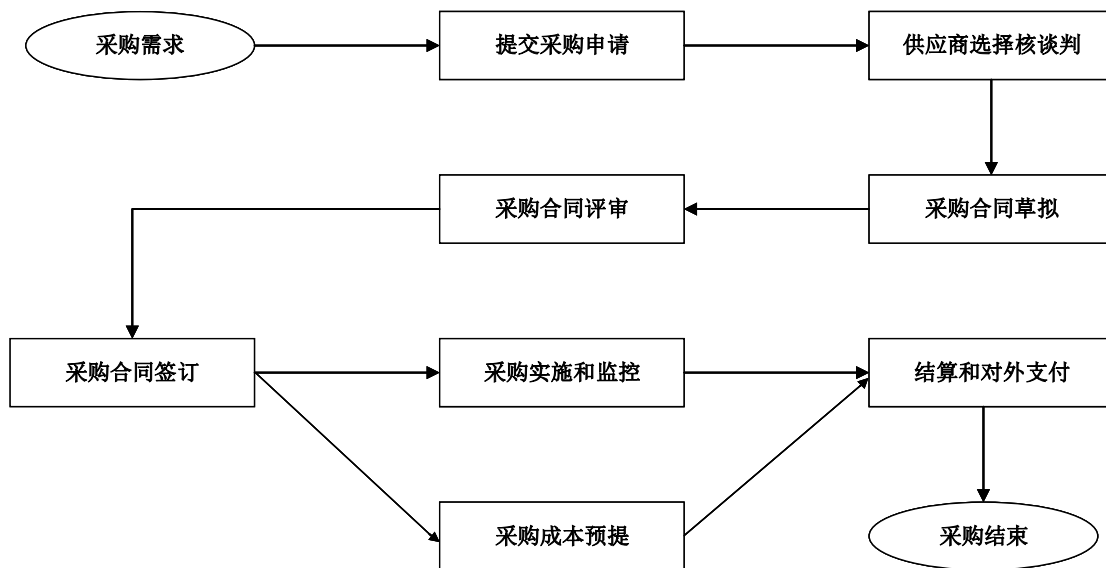 采购需求
提交采购申请
供应商选择核谈判
采购合同草拟
采购合同评审
采购合同签订
采购实施和监控
采购成本预提
结算和对外支付
采购结束